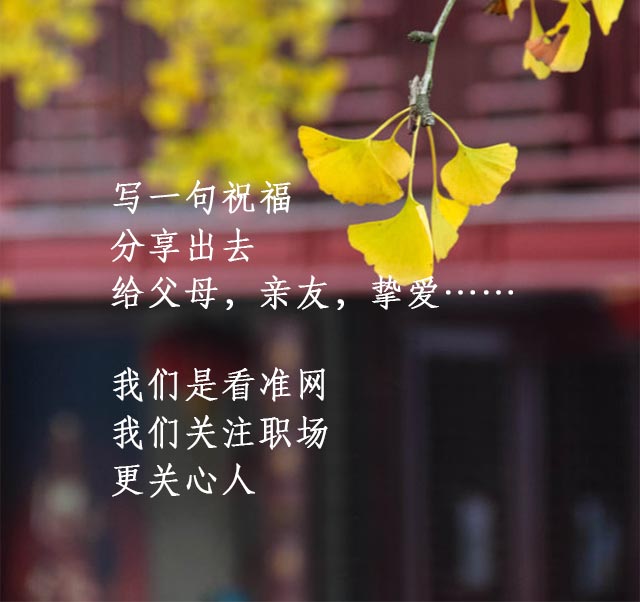 写一句祝福
分享出去
给父母，亲友，挚爱……
我们是看准网
我们关注职场
更关心人